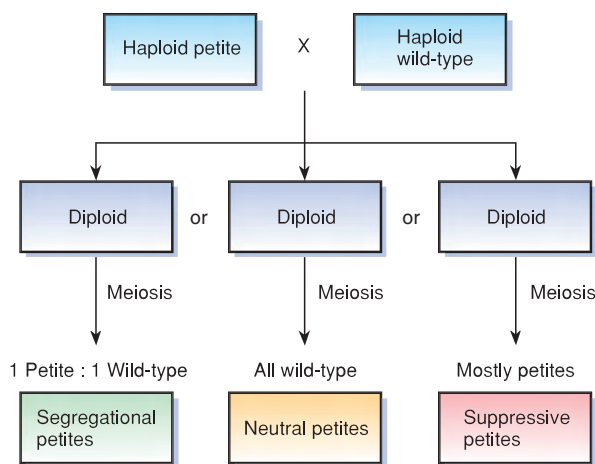 Haploid petite
X
Haploid
wild-type
Diploid
or
Diploid
or
Diploid
Meiosis
Meiosis
Meiosis
1 Petite : 1 Wild-type
All wild-type
Mostly petites
Segregational
petites
Neutral petites
Suppressive
petites